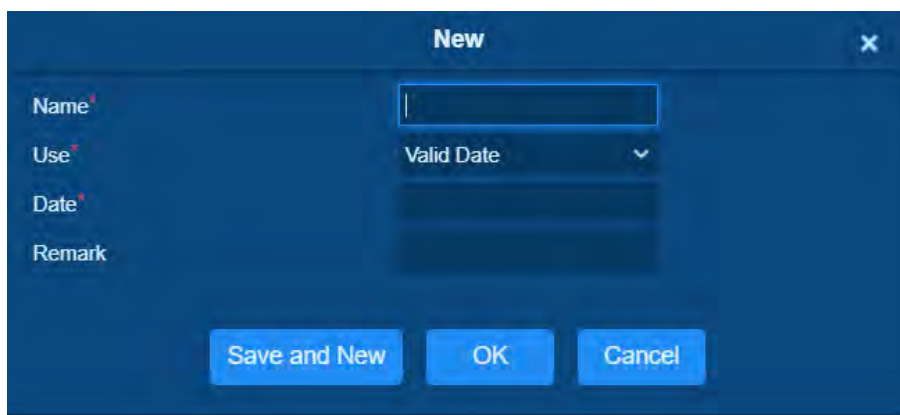 New ×
Name*
Use* Valid Date
Date*
Remark
Save and New OK Cancel